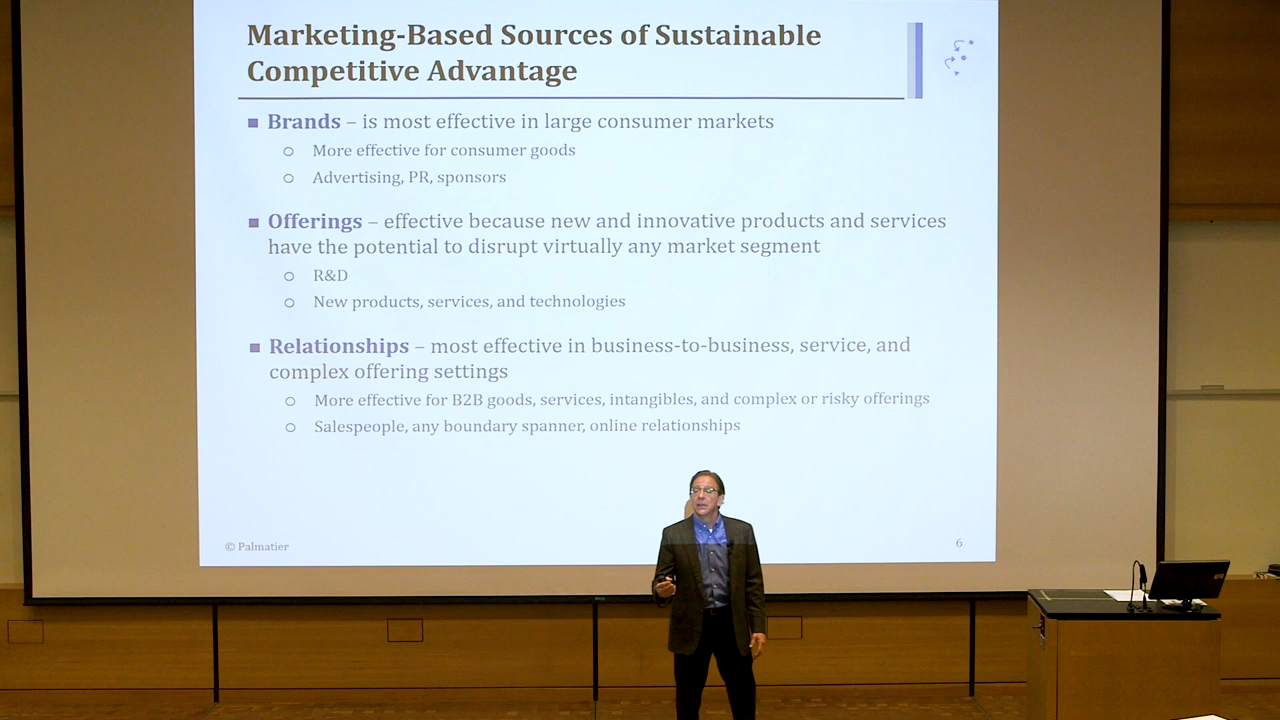 Marketing-Based Sources of Sustainable
Competitive Advantage
■ Brands – is most effective in large consumer markets
○ More effective for consumer goods
○ Advertising, PR, sponsors
■ Offerings – effective because new and innovative products and services
have the potential to disrupt virtually any market segment
○ R&D
○ New products, services, and technologies
■ Relationships – most effective in business-to-business, service, and
complex offering settings
○ More effective for B2B goods, services, intangibles, and complex or risky offerings
○ Salespeople, any boundary spanner, online relationships
© Palmatier
6